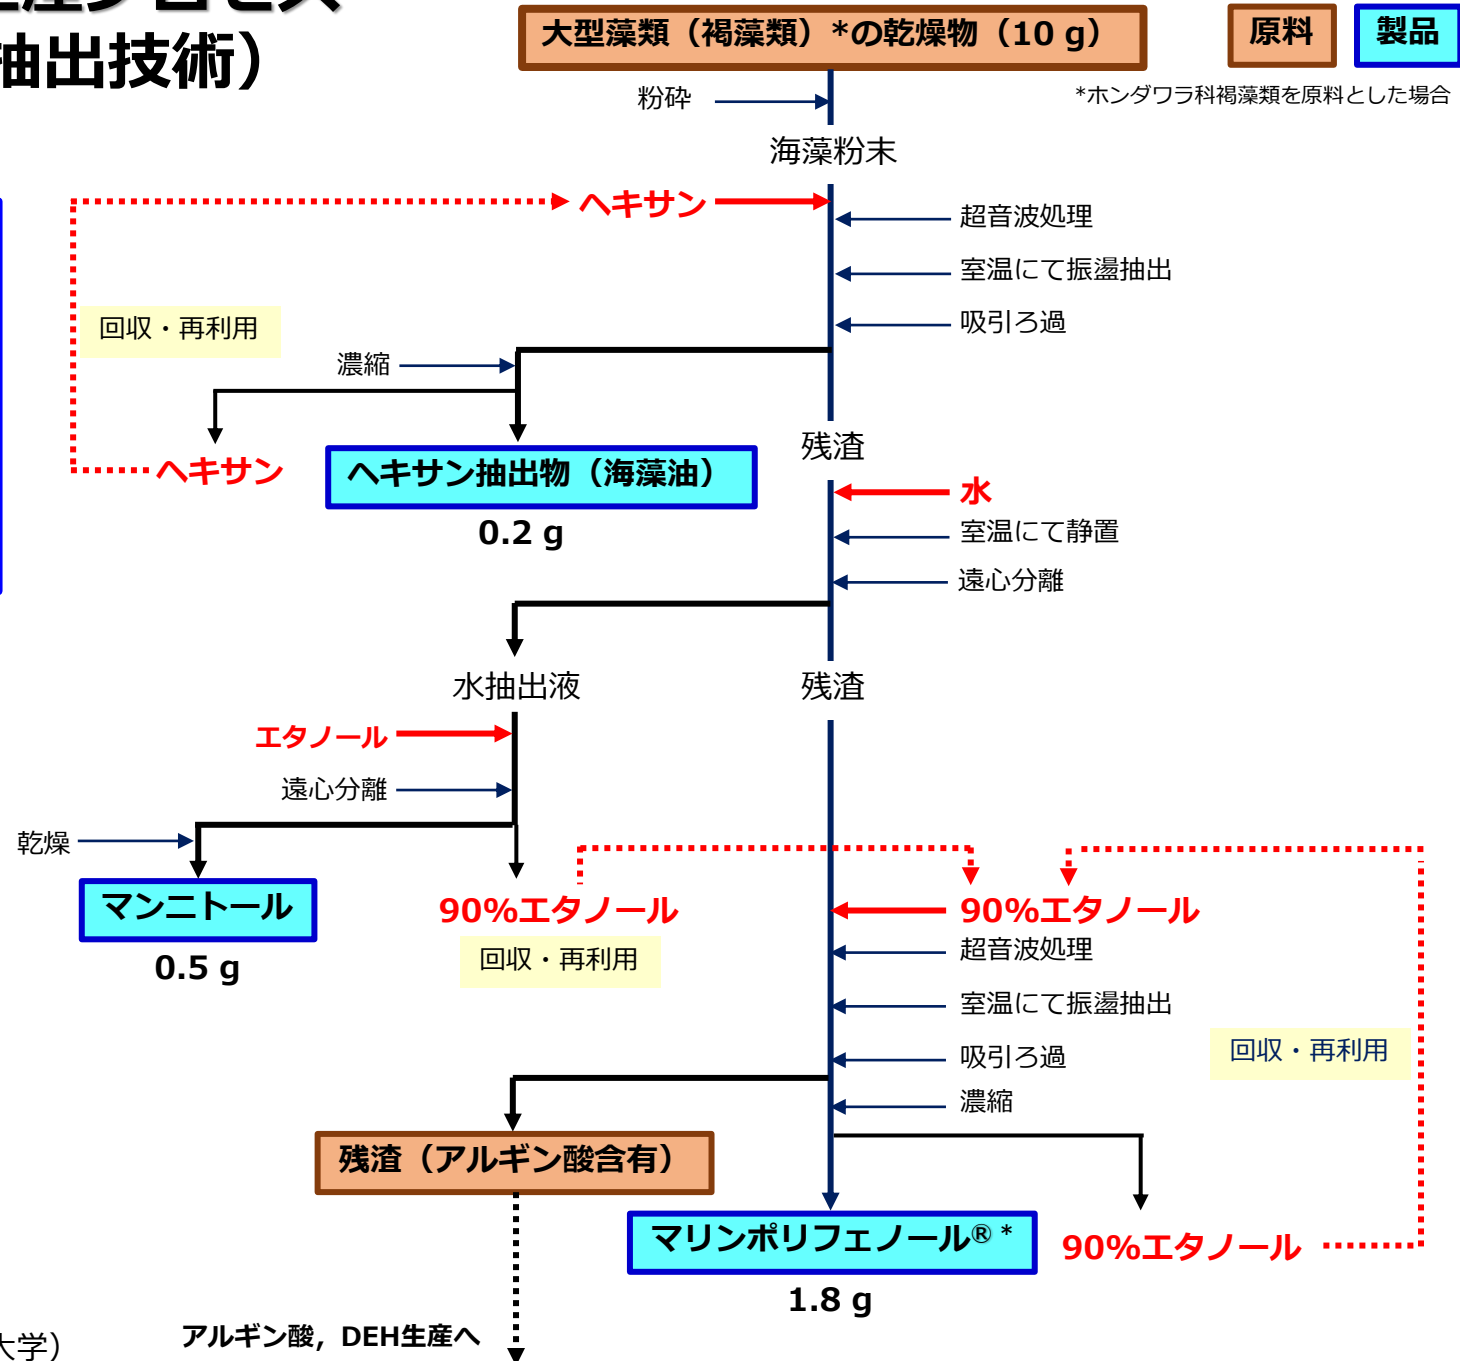 生産プロセス
抽出技術）
大型藻類（褐藻類）*の乾燥物（10 g）
原料
製品
*ホンダワラ科褐藻類を原料とした場合
粉砕
海藻粉末
ヘキサン
超音波処理
室温にて振盪抽出
吸引ろ過
回収・再利用
濃縮
ヘキサン
ヘキサン抽出物（海藻油）
0.2 g
残渣
水
室温にて静置
遠心分離
水抽出液
残渣
エタノール
遠心分離
乾燥
マンニトール
0.5 g
90%エタノール
回収・再利用
90%エタノール
超音波処理
室温にて振盪抽出
吸引ろ過
濃縮
回収・再利用
残渣（アルギン酸含有）
マリンポリフェノール® *
1.8 g
90%エタノール
アルギン酸，DEH生産へ
大学）